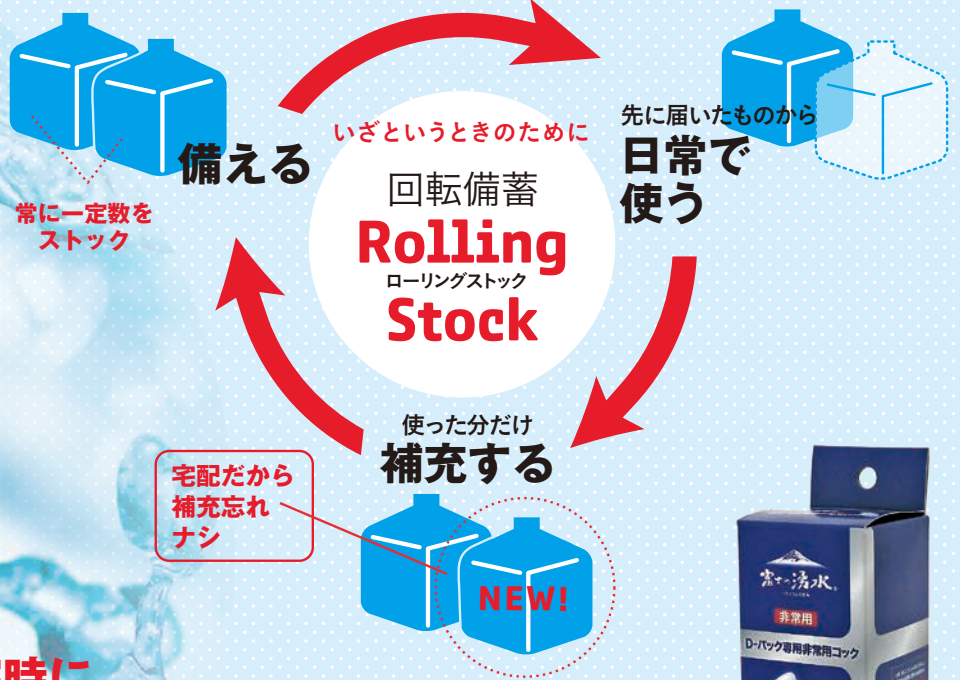 備える
常に一定数を
ストック
いざというときのために
回転備蓄
Rolling
ローリングストック
Stock
先に届いたものから
日常で
使う
使った分だけ
補充する
宅配だから
補充忘れ
ナシ
NEW!
富士の湧水
非常用
D-パック専用非常用コック
時に